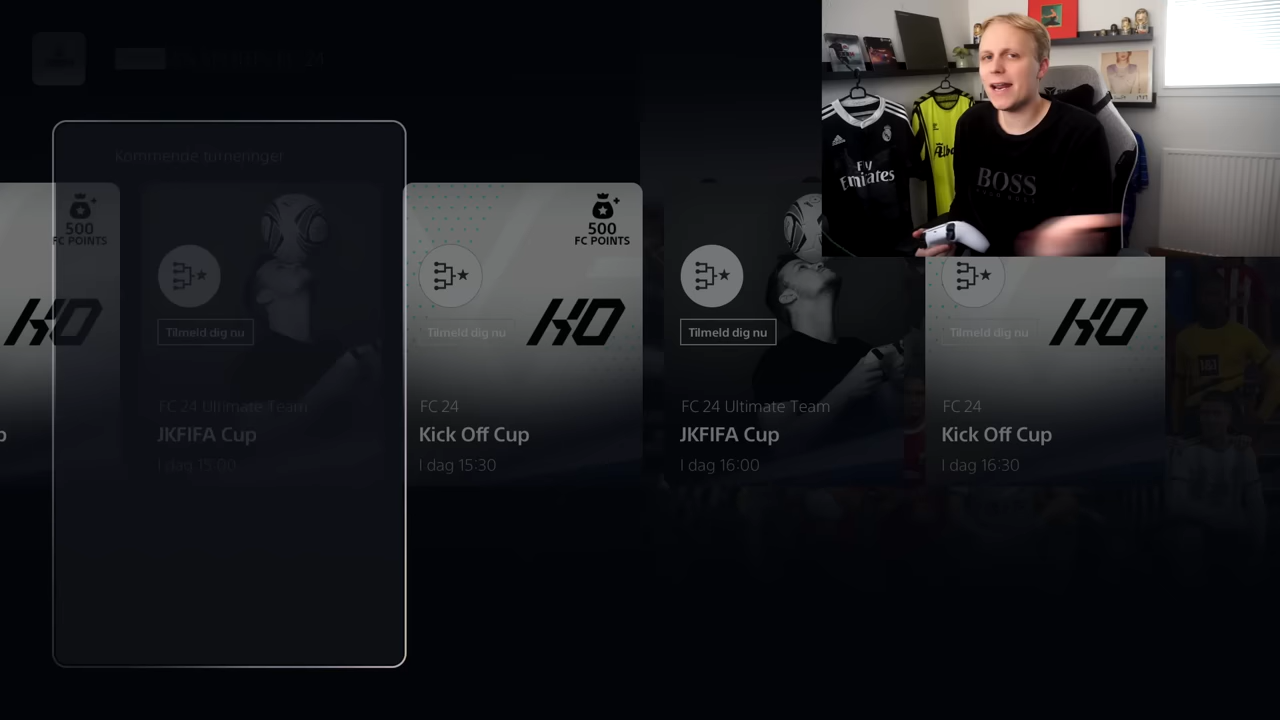 Kommende turneringer
500
FC POINTS
Tilmeld dig nu
FC 24 Ultimate Team
JKFIFA Cup
I dag 15:00
500
FC POINTS
Tilmeld dig nu
KO
FC 24
Kick Off Cup
I dag 15:30
Tilmeld dig nu
FC 24 Ultimate Team
JKFIFA Cup
I dag 16:00
Tilmeld dig nu
KO
FC 24
Kick Off Cup
I dag 16:30
Fly
Emirates
BOSS